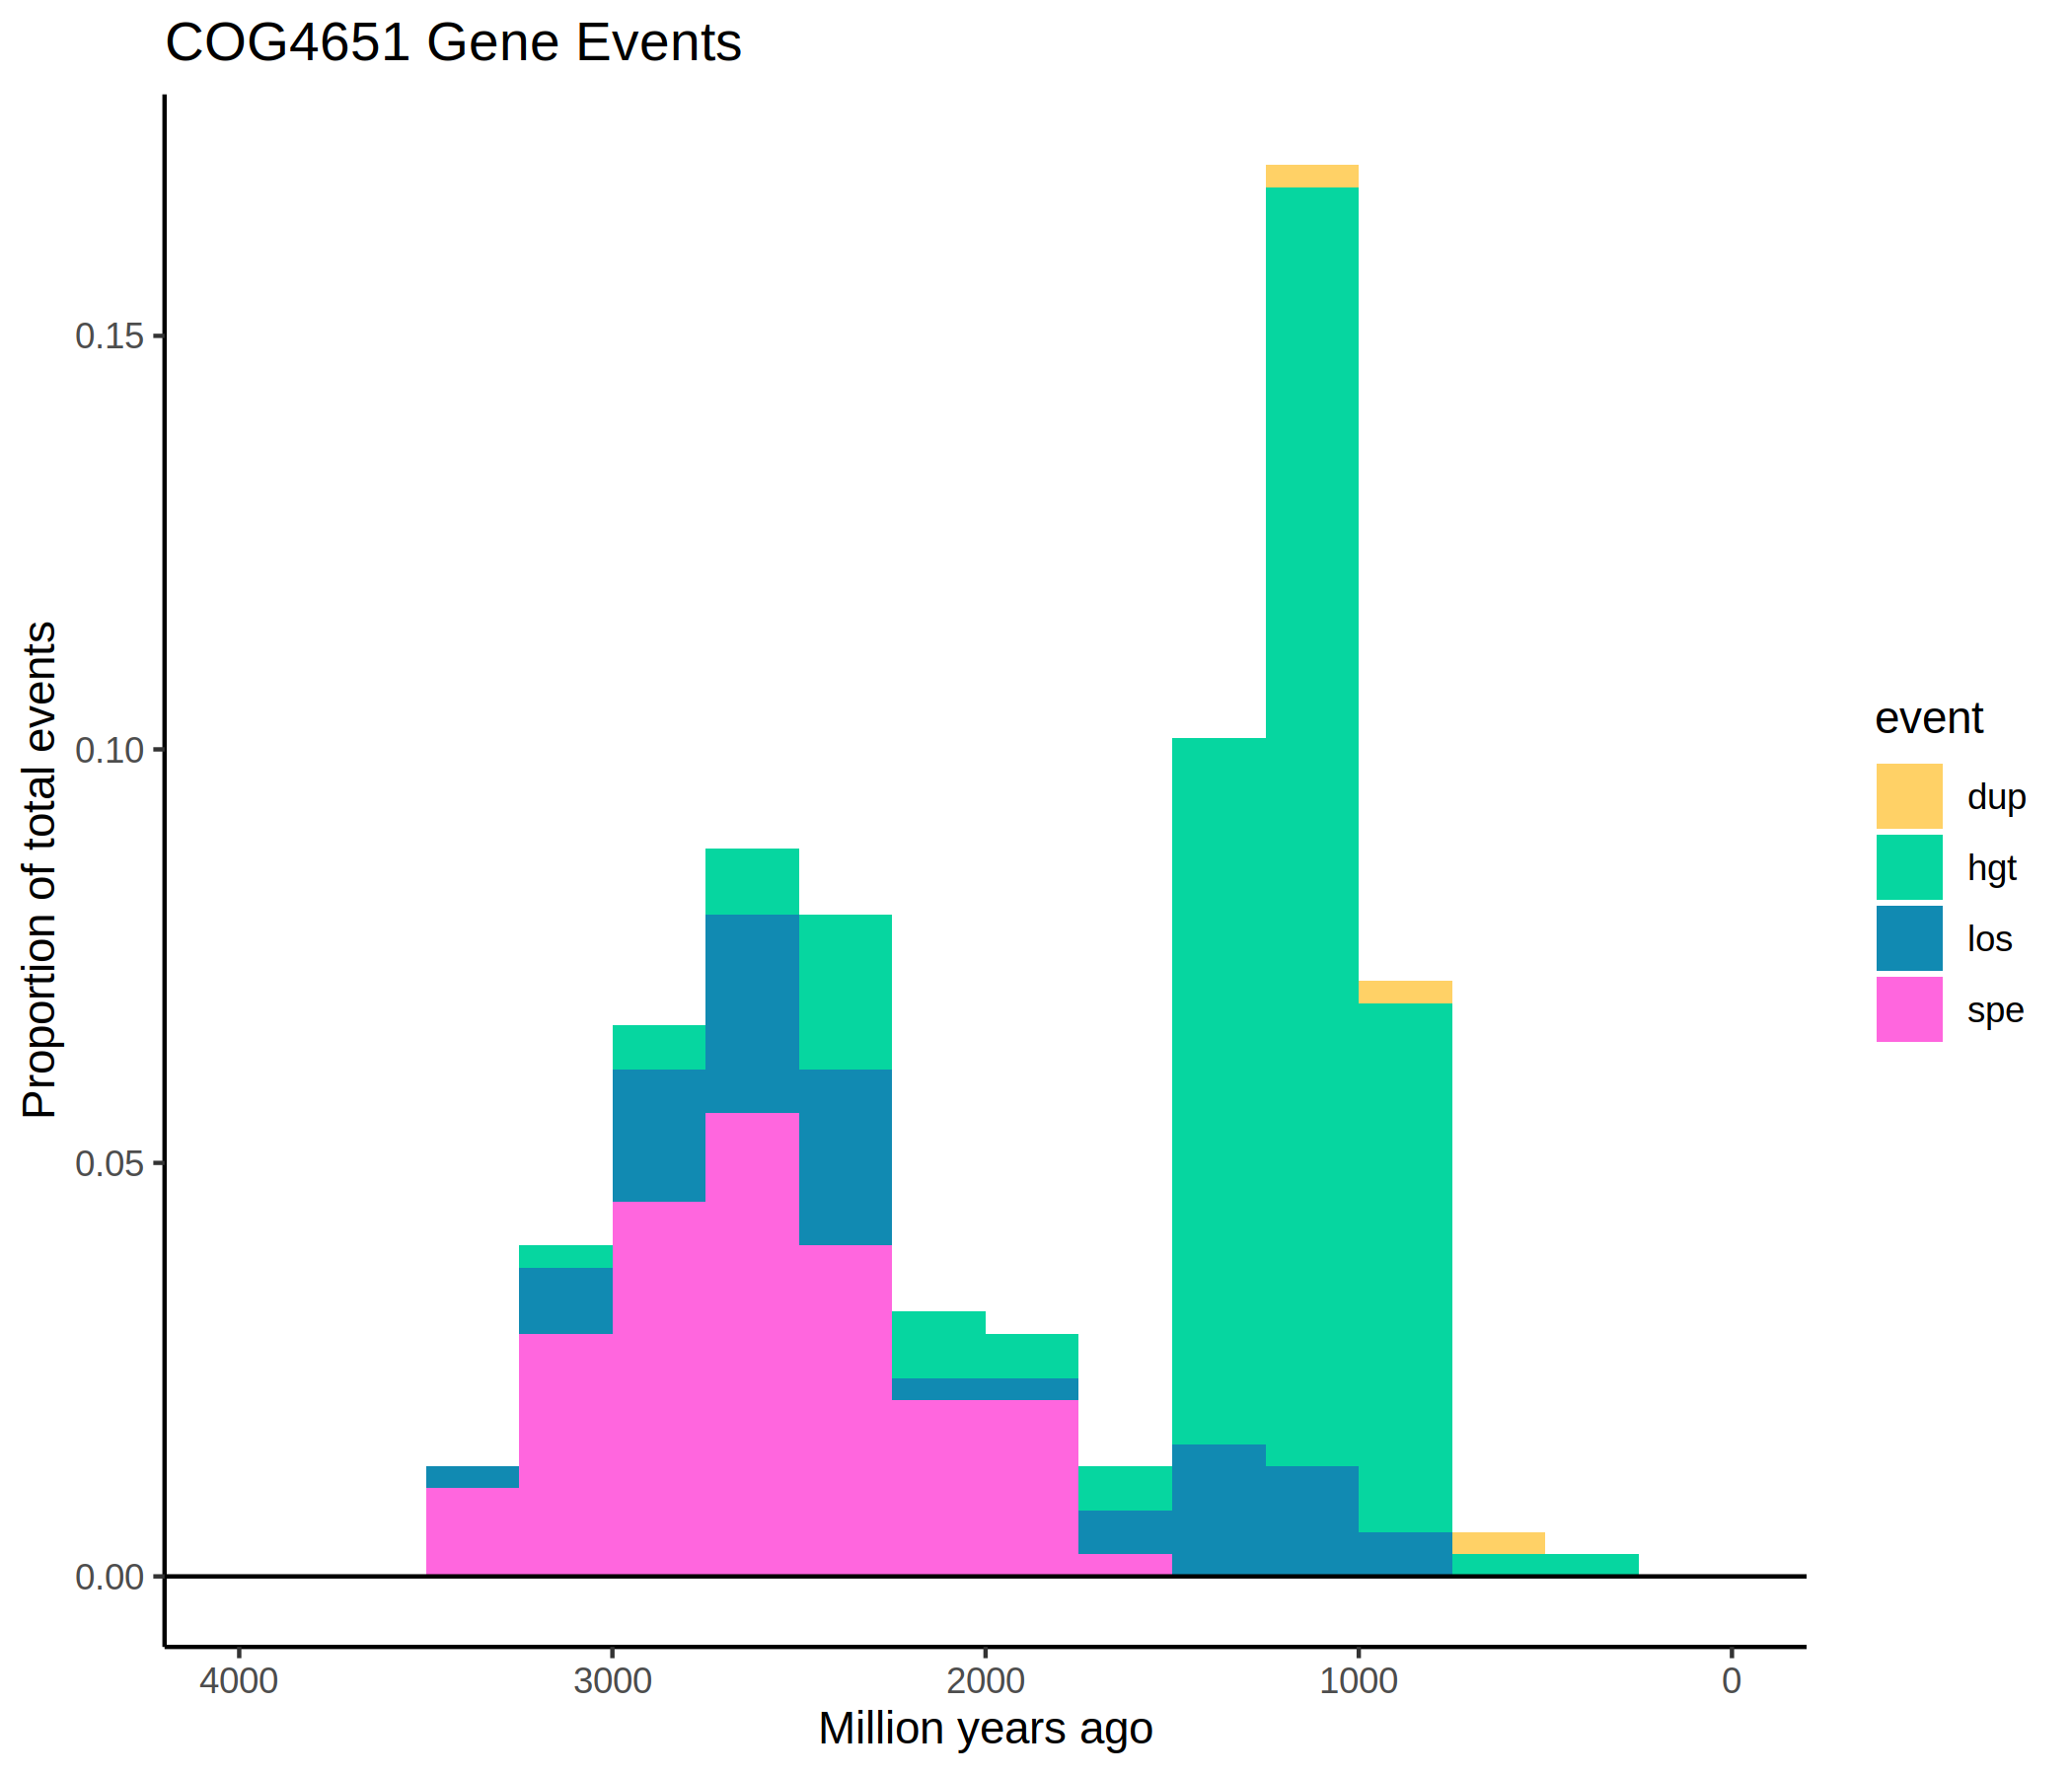 COG4651 Gene Events
Proportion of total events
0.15
0.10
0.05
0.00
4000 3000 2000 1000 0
Million years ago
event
dup
hgt
los
spe